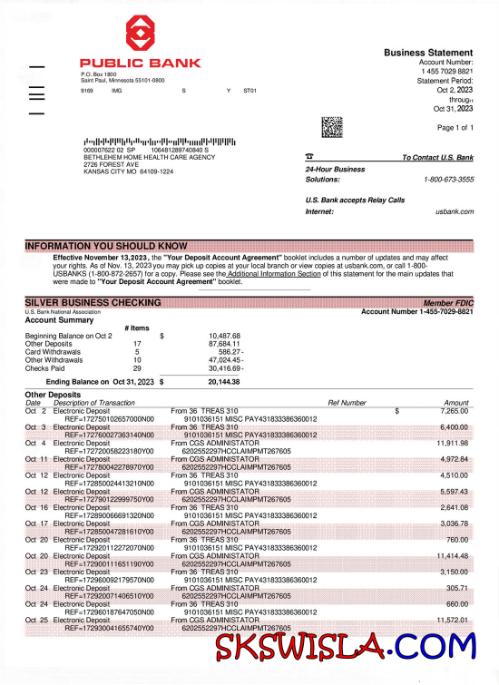 PUBLIC BANK
P.O. Box 1800
Saint Paul, Minnesota 55101-0800
9169 IMG S Y ST01
Business Statement
Account Number:
1 455 7029 8821
Statement Period:
Oct 2, 2023
through
Oct 31, 2023
Page 1 of 1
000007622 02 SP 106481289740840 S
BETHLEHEM HOME HEALTH CARE AGENCY
2726 FOREST AVE
KANSAS CITY MO 64109-1224
To Contact U.S. Bank
24-Hour Business
Solutions: 1-800-673-3555
U.S. Bank accepts Relay Calls
Internet: usbank.com
INFORMATION YOU SHOULD KNOW
Effective November 13,2023, the "Your Deposit Account Agreement" booklet includes a number of updates and may affect
your rights. As of Nov. 13, 2023 you may pick up copies at your local branch or view copies at usbank.com, or call 1-800-
USBANKS (1-800-872-2657) for a copy. Please see the Additional Information Section of this statement for the main updates that
were made to "Your Deposit Account Agreement" booklet.
SILVER BUSINESS CHECKING Member FDIC
U.S. Bank National Association Account Number 1-455-7029-8821
Account Summary
# Items
Beginning Balance on Oct 2 $ 10,487.68
Other Deposits 17 87,684.11
Card Withdrawals 5 586.27-
Other Withdrawals 10 47,024.45-
Checks Paid 29 30,416.69-
Ending Balance on Oct 31, 2023 $ 20,144.38
Other Deposits
Date Description of Transaction Ref Number Amount
Oct 2 Electronic Deposit From 36 TREAS 310 $ 7,265.00
REF=172750102657000N00 9101036151 MISC PAY431833386360012
Oct 3 Electronic Deposit From 36 TREAS 310 6,400.00
REF=172760027363140N00 9101036151 MISC PAY431833386360012
Oct 4 Electronic Deposit From CGS ADMINISTATOR 11,911.98
REF=172720058223180Y00 6202552297HCCLAIMPMT267605
Oct 11 Electronic Deposit From CGS ADMINISTATOR 4,972.84
REF=172780042278970Y00 6202552297HCCLAIMPMT267605
Oct 12 Electronic Deposit From 36 TREAS 310 4,510.00
REF=172850024413210N00 9101036151 MISC PAY431833386360012
Oct 12 Electronic Deposit From CGS ADMINISTATOR 5,597.43
REF=172790122999750Y00 6202552297HCCLAIMPMT267605
Oct 16 Electronic Deposit From 36 TREAS 310 2,641.08
REF=172890066691320N00 9101036151 MISC PAY431833386360012
Oct 17 Electronic Deposit From CGS ADMINISTATOR 3,036.78
REF=172850047281610Y00 6202552297HCCLAIMPMT267605
Oct 20 Electronic Deposit From 36 TREAS 310 760.00
REF=172920112272070N00 9101036151 MISC PAY431833386360012
Oct 20 Electronic Deposit From CGS ADMINISTATOR 11,414.48
REF=172900111651190Y00 6202552297HCCLAIMPMT267605
Oct 23 Electronic Deposit From 36 TREAS 310 3,150.00
REF=172960092179570N00 9101036151 MISC PAY431833386360012
Oct 24 Electronic Deposit From CGS ADMINISTATOR 305.71
REF=172920071406510Y00 6202552297HCCLAIMPMT267605
Oct 24 Electronic Deposit From 36 TREAS 310 660.00
REF=172960187647050N00 9101036151 MISC PAY431833386360012
Oct 25 Electronic Deposit From CGS ADMINISTATOR 11,572.01
REF=172930041655740Y00 6202552297HCCLAIMPMT267605
SKSWISLA.COM